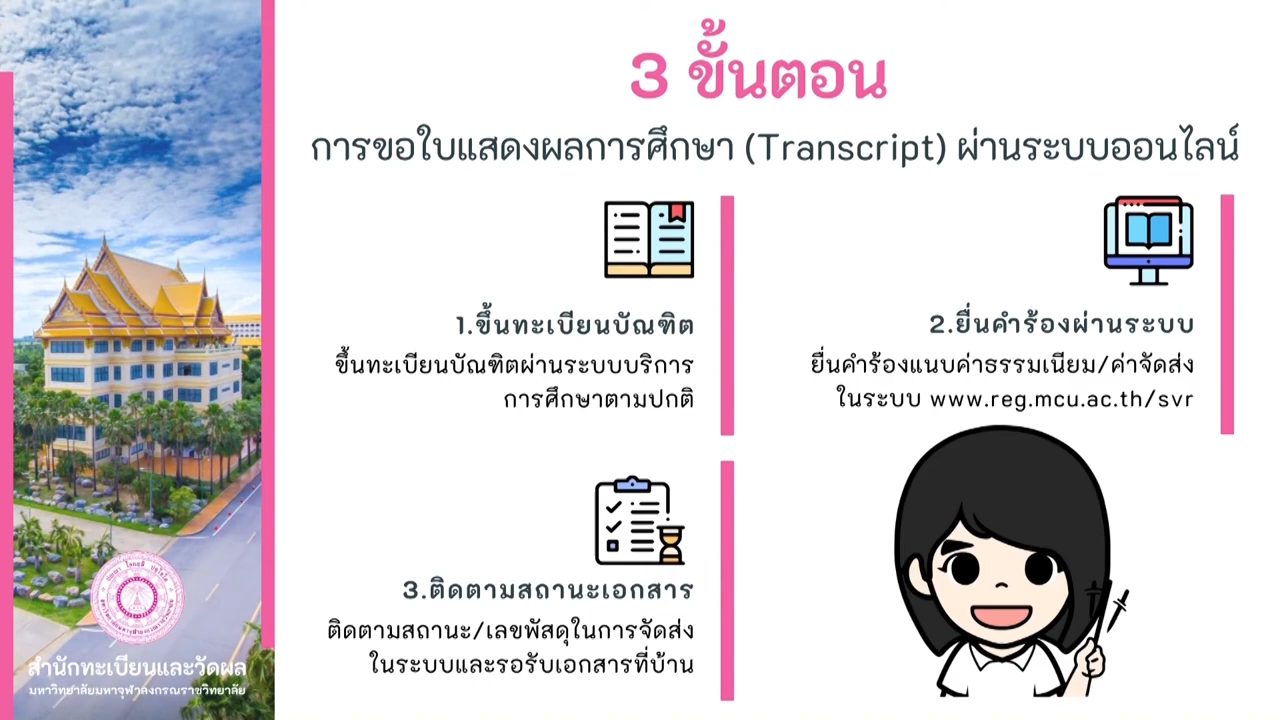 3 ขั้นตอน
การขอใบแสดงผลการศึกษา (Transcript) ผ่านระบบออนไลน์
1.ขึ้นทะเบียนบัณฑิต
ขึ้นทะเบียนบัณฑิตผ่านระบบบริการ
การศึกษาตามปกติ
2.ยื่นคำร้องผ่านระบบ
ยื่นคำร้องแนบค่าธรรมเนียม/ค่าจัดส่ง
ในระบบ www.reg.mcu.ac.th/svr
3.ติดตามสถานะเอกสาร
ติดตามสถานะ/เลขพัสดุในการจัดส่ง
ในระบบและรอรับเอกสารที่บ้าน
สำนักทะเบียนและวัดผล
มหาวิทยาลัยมหาจุฬาลงกรณราชวิทยาลัย